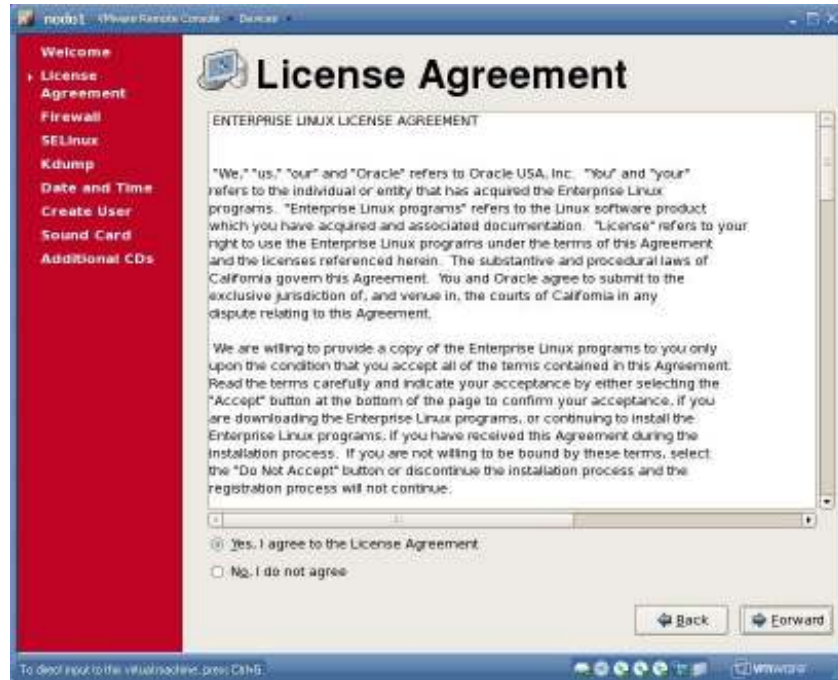 nodo1 VMware Remote Console Devices
Welcome
License
Agreement
Firewall
SELinux
Kdump
Date and Time
Create User
Sound Card
Additional CDs
License Agreement
ENTERPRISE LINUX LICENSE AGREEMENT
"We," "us," "our" and "Oracle" refers to Oracle USA, Inc. "You" and "your"
refers to the individual or entity that has acquired the Enterprise Linux
programs. "Enterprise Linux programs" refers to the Linux software product
which you have acquired and associated documentation. "License" refers to your
right to use the Enterprise Linux programs under the terms of this Agreement
and the licenses referenced herein. The substantive and procedural laws of
California govern this Agreement. You and Oracle agree to submit to the
exclusive jurisdiction of, and venue in, the courts of California in any
dispute relating to this Agreement.
We are willing to provide a copy of the Enterprise Linux programs to you only
upon the condition that you accept all of the terms contained in this Agreement.
Read the terms carefully and indicate your acceptance by either selecting the
"Accept" button at the bottom of the page to confirm your acceptance, if you
are downloading the Enterprise Linux programs, or continuing to install the
Enterprise Linux programs, if you have received this Agreement during the
installation process. If you are not willing to be bound by these terms, select
the "Do Not Accept" button or discontinue the installation process and the
registration process will not continue.
Yes, I agree to the License Agreement
No, I do not agree
Back
Forward
To direct input to this virtual machine, press Ctrl+G.
vmware